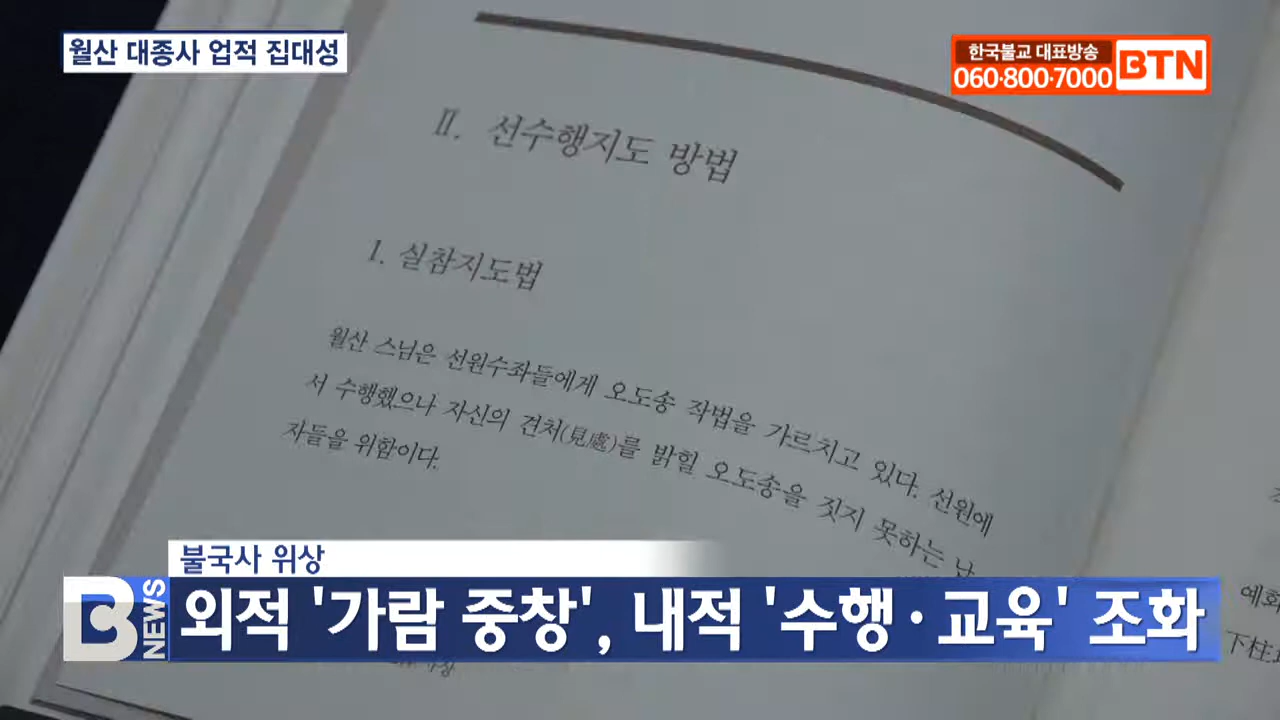 월산 대종사 업적 집대성
한국불교 대표방송
060·800·7000
BTN
Ⅱ. 선수행지도 방법
1. 실참지도법
월산 스님은 선원수좌들에게 오도송 작법을 가르치고 있다. 선원에
서 수행했으나 자신의 견처(見處)를 밝힐 오도송을 짓지 못하는 납
자들을 위함이다.
예화
下柱
불국사 위상
B NEWS
외적 '가람 중창', 내적 '수행·교육' 조화